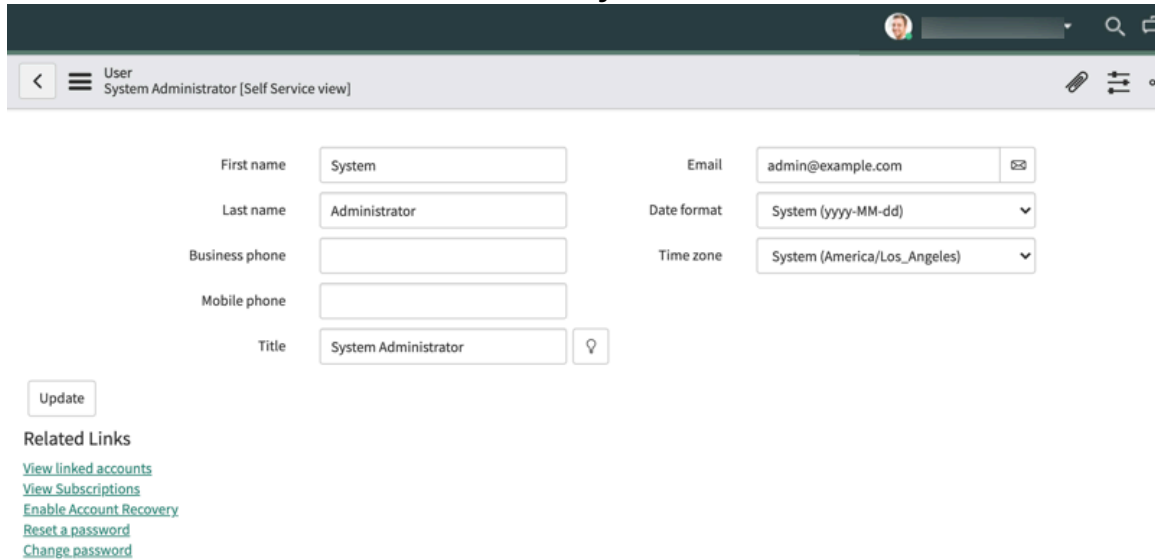 User
System Administrator [Self Service view]
First name System Email admin@example.com
Last name Administrator Date format System (yyyy-MM-dd)
Business phone Time zone System (America/Los_Angeles)
Mobile phone
Title System Administrator
Update
Related Links
View linked accounts
View Subscriptions
Enable Account Recovery
Reset a password
Change password